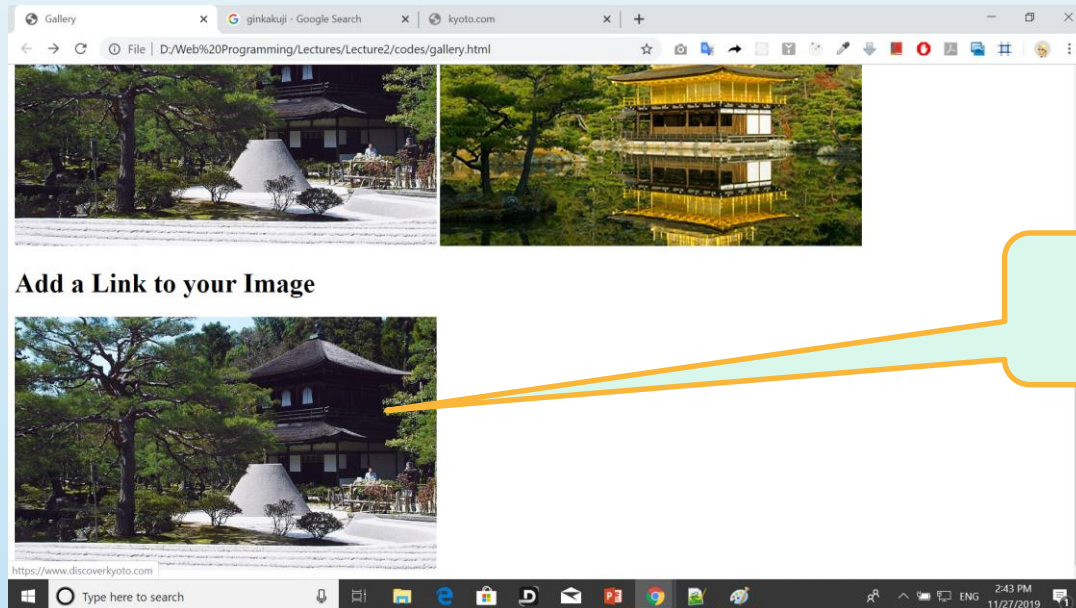 Gallery
ginkakuji - Google Search
kyoto.com
File | D:/Web%20Programming/Lectures/Lecture2/codes/gallery.html
Add a Link to your Image
https://www.discoverkyoto.com
Type here to search
ENG
2:43 PM
11/27/2019